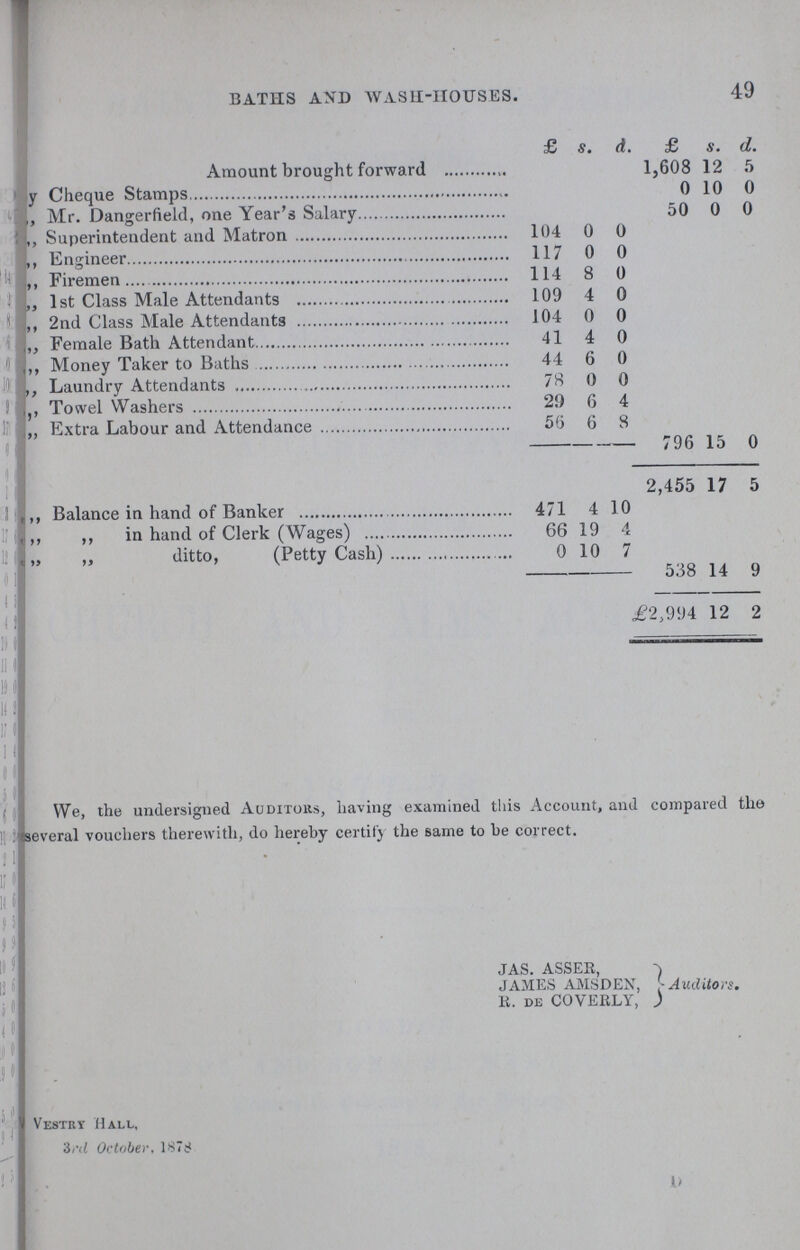 BATHS AND WASH-HOUSES. 49
£ s. d. £ s. d.
Amount brought forward ............ 1,608 12 5
y Cheque Stamps............ 0 10 0
,, Mr. Dangerfield, one Year's Salary............ 50 0 0
,, Superintendent and Matron ............ 104 0 0
,, Engineer............ 117 0 0
,, Firemen ............ 114 8 0
,, 1st Class Male Attendants ............ 109 4 0
,, 2nd Class Male Attendants ............ 104 0 0
,, Female Bath Attendant............ 41 4 0
,, Money Taker to Baths ............ 44 6 0
,, Laundry Attendants ............ 78 0 0
,, Towel Washers ............ 29 6 4
,, Extra Labour and Attendance ............ 56 6 8
796 15 0
2,455 17 5
,, Balance in hand of Banker ............ 471 4 10
,, ,, in hand of Clerk (Wages) ............ 66 19 4
,, ,, ditto, (Petty Cash) ............ 0 10 7
538 14 9
£2,994 12 2
We, the undersigned AUDITORS, having examined this Account, and compared the
several vouchers therewith, do hereby certify the same to be correct.
JAS. ASSER,
JAMES AMSDEN, } Auditors.
R. DE COVERLY,
VESTRY HALL,
3rd October, 1878
D